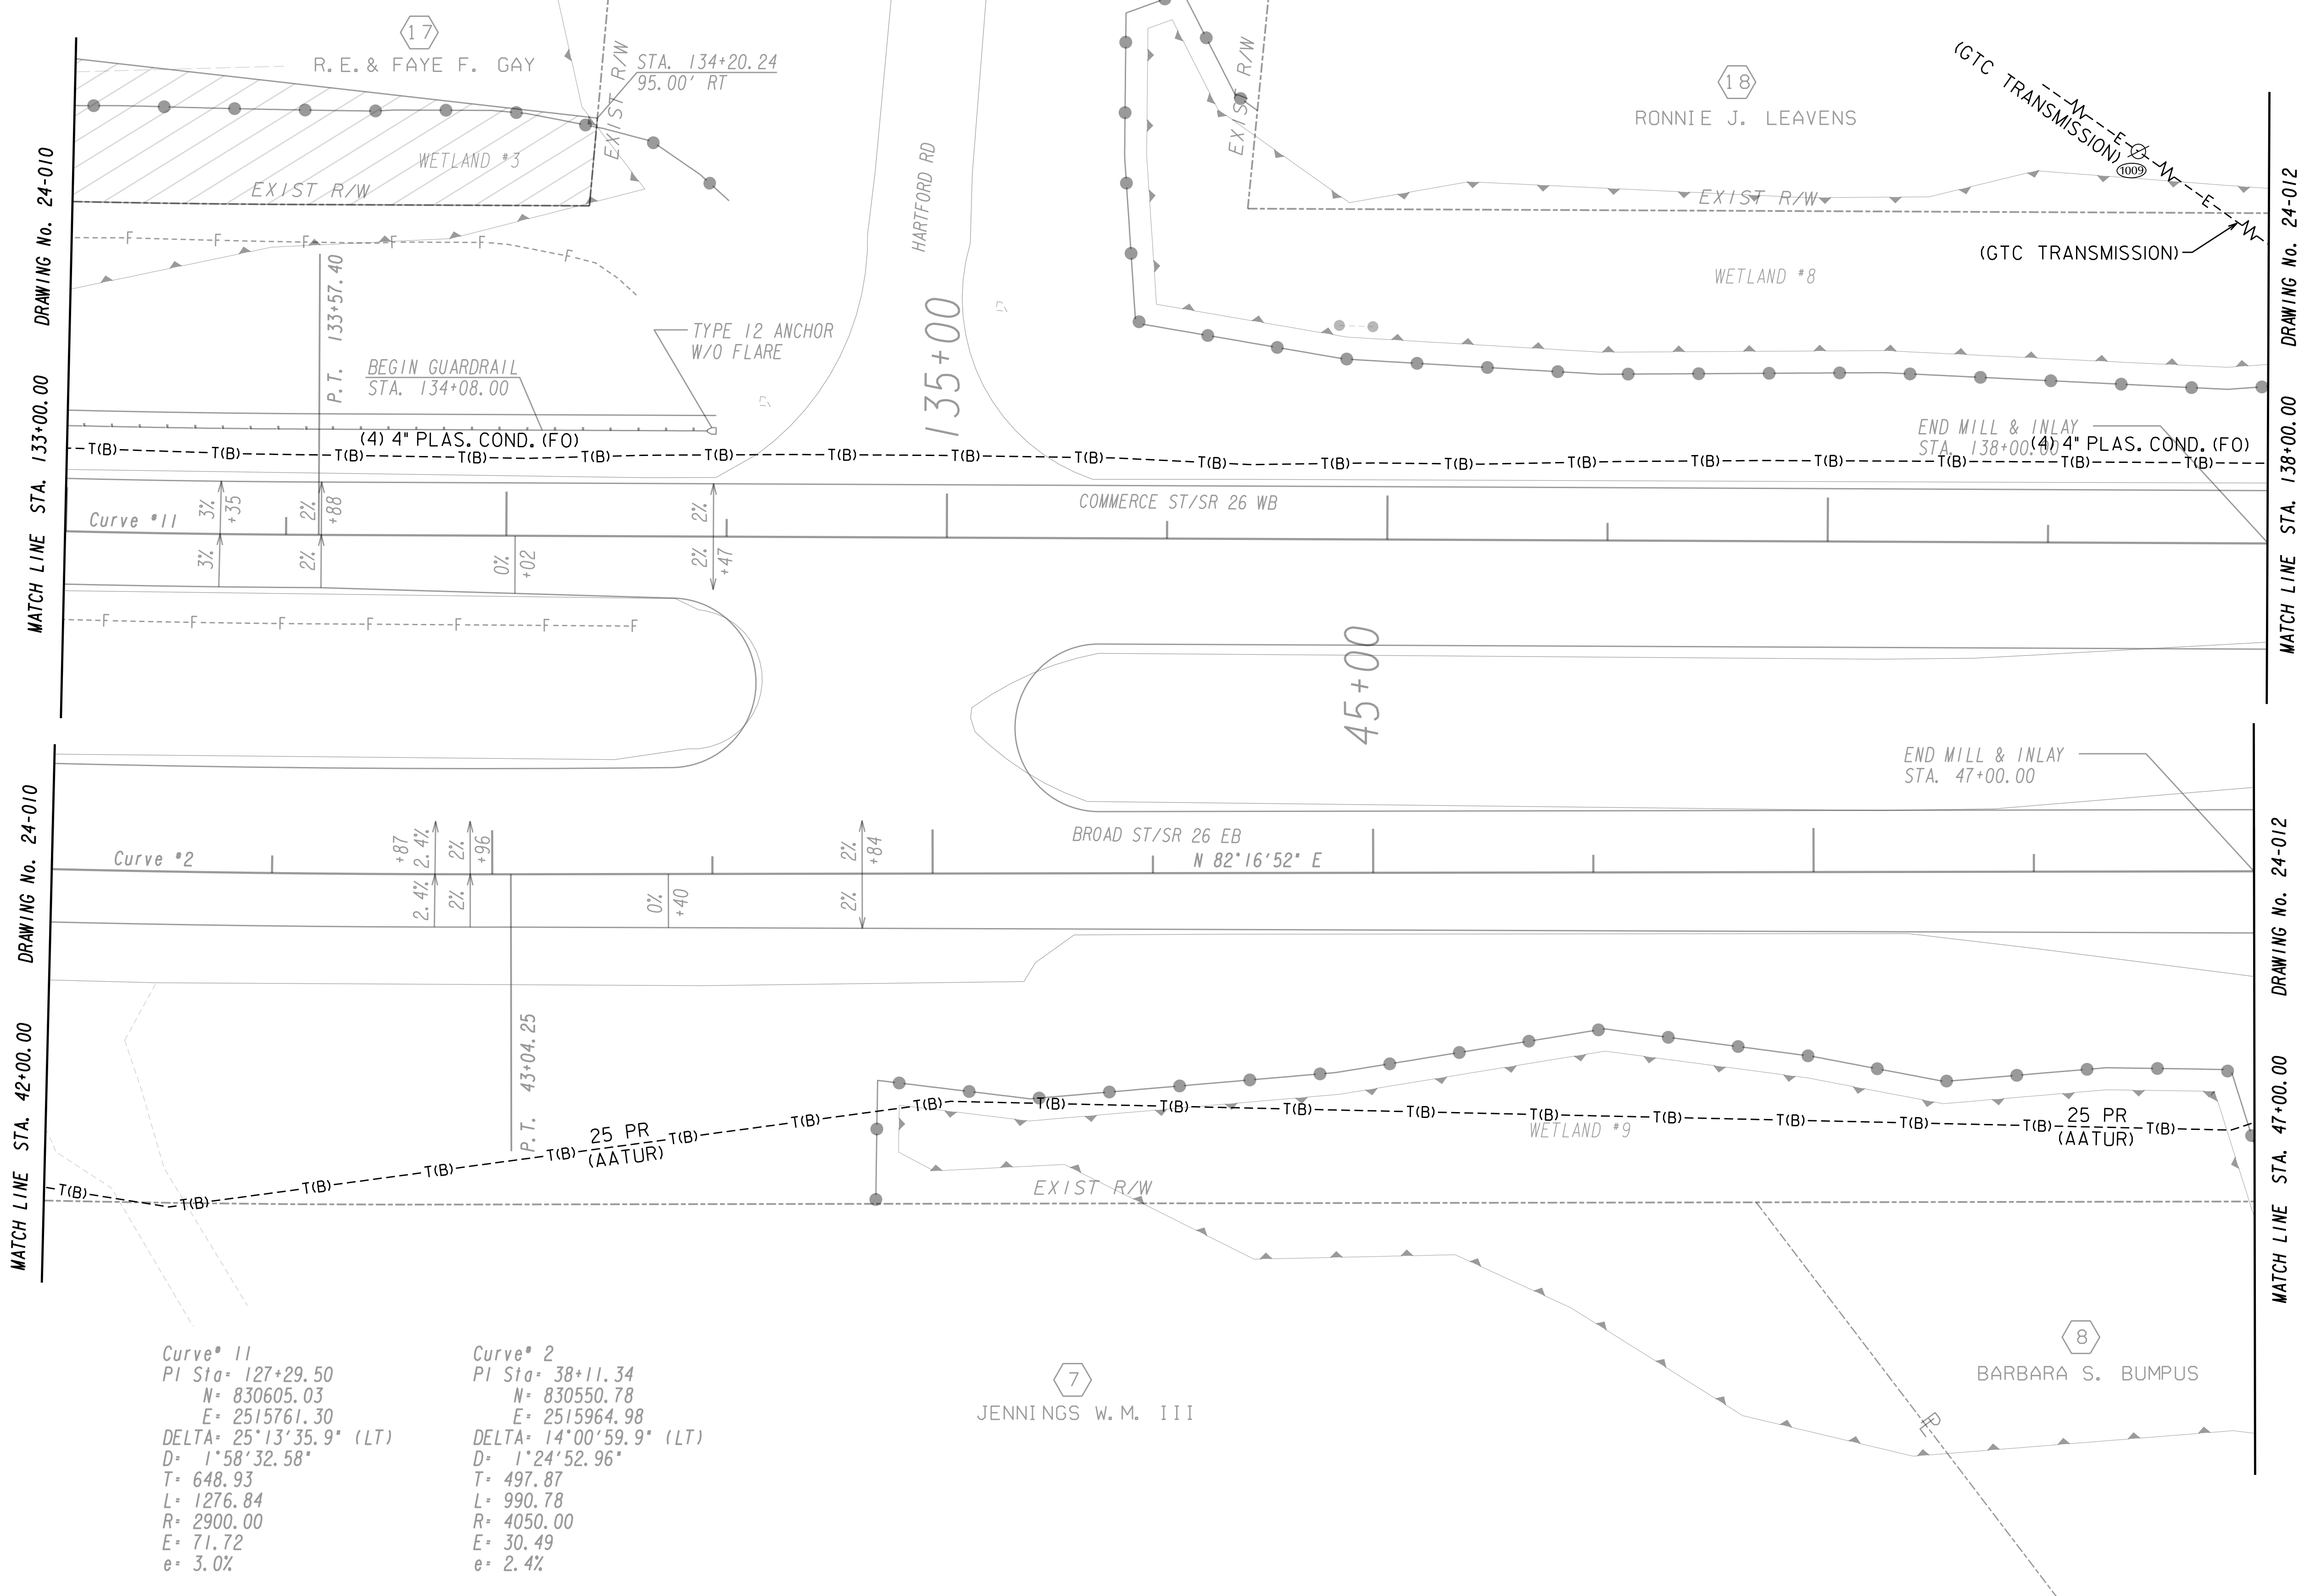 17
R.E.& FAYE F. GAY
EXIST R/W
STA. 134+20.24
95.00' RT
WETLAND #3
EXIST R/W
HARTFORD RD
EXIST R/W
18
RONNIE J. LEAVENS
(GTC TRANSMISSION)
E
1009
E
EXIST R/W
(GTC TRANSMISSION)
WETLAND #8
DRAWING No. 24-010
MATCH LINE STA. 133+00.00
DRAWING No. 24-012
MATCH LINE STA. 138+00.00
F F F F F F
P.T. 133+57.40
TYPE 12 ANCHOR
W/O FLARE
BEGIN GUARDRAIL
STA. 134+08.00
135+00
END MILL & INLAY
STA. 138+00.00
(4) 4" PLAS. COND. (FO)
(4) 4" PLAS. COND. (FO)
T(B) T(B) T(B) T(B) T(B) T(B) T(B) T(B) T(B) T(B) T(B) T(B) T(B) T(B) T(B) T(B) T(B) T(B)
COMMERCE ST/SR 26 WB
Curve #11
3%
+35
3%
2%
+88
2%
0%
+02
2%
2%
+47
F F F F F F F
45+00
END MILL & INLAY
STA. 47+00.00
DRAWING No. 24-010
MATCH LINE STA. 42+00.00
DRAWING No. 24-012
MATCH LINE STA. 47+00.00
BROAD ST/SR 26 EB
N 82°16'52" E
Curve #2
+87
2.4%
2.4%
2%
+96
2%
0%
+40
2%
+84
2%
P.T. 43+04.25
T(B) T(B) T(B) T(B) T(B) T(B) T(B) T(B) T(B) T(B) T(B) T(B) T(B) T(B) T(B) T(B) T(B) T(B)
25 PR
(AATUR)
25 PR
(AATUR)
WETLAND #9
EXIST R/W
8
BARBARA S. BUMPUS
7
JENNINGS W.M. III
Curve# 11
PI Sta= 127+29.50
N= 830605.03
E= 2515761.30
DELTA= 25°13'35.9" (LT)
D= 1°58'32.58"
T= 648.93
L= 1276.84
R= 2900.00
E= 71.72
e= 3.0%
Curve# 2
PI Sta= 38+11.34
N= 830550.78
E= 2515964.98
DELTA= 14°00'59.9" (LT)
D= 1°24'52.96"
T= 497.87
L= 990.78
R= 4050.00
E= 30.49
e= 2.4%